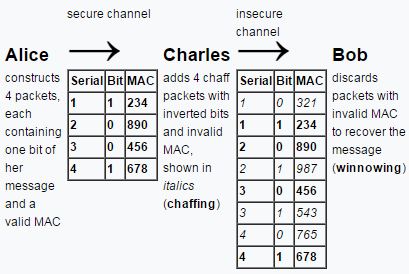 secure channel
insecure
channel
Alice
Charles
Bob
constructs
4 packets,
each
containing
one bit of
her
message
and a
valid MAC
Serial Bit MAC
1 1 234
2 0 890
3 0 456
4 1 678
adds 4 chaff
packets with
inverted bits
and invalid
MAC,
shown in
italics
(chaffing)
Serial Bit MAC
1 0 321
1 1 234
2 0 890
2 1 987
3 0 456
3 1 543
4 0 765
4 1 678
discards
packets with
invalid MAC
to recover the
message
(winnowing)